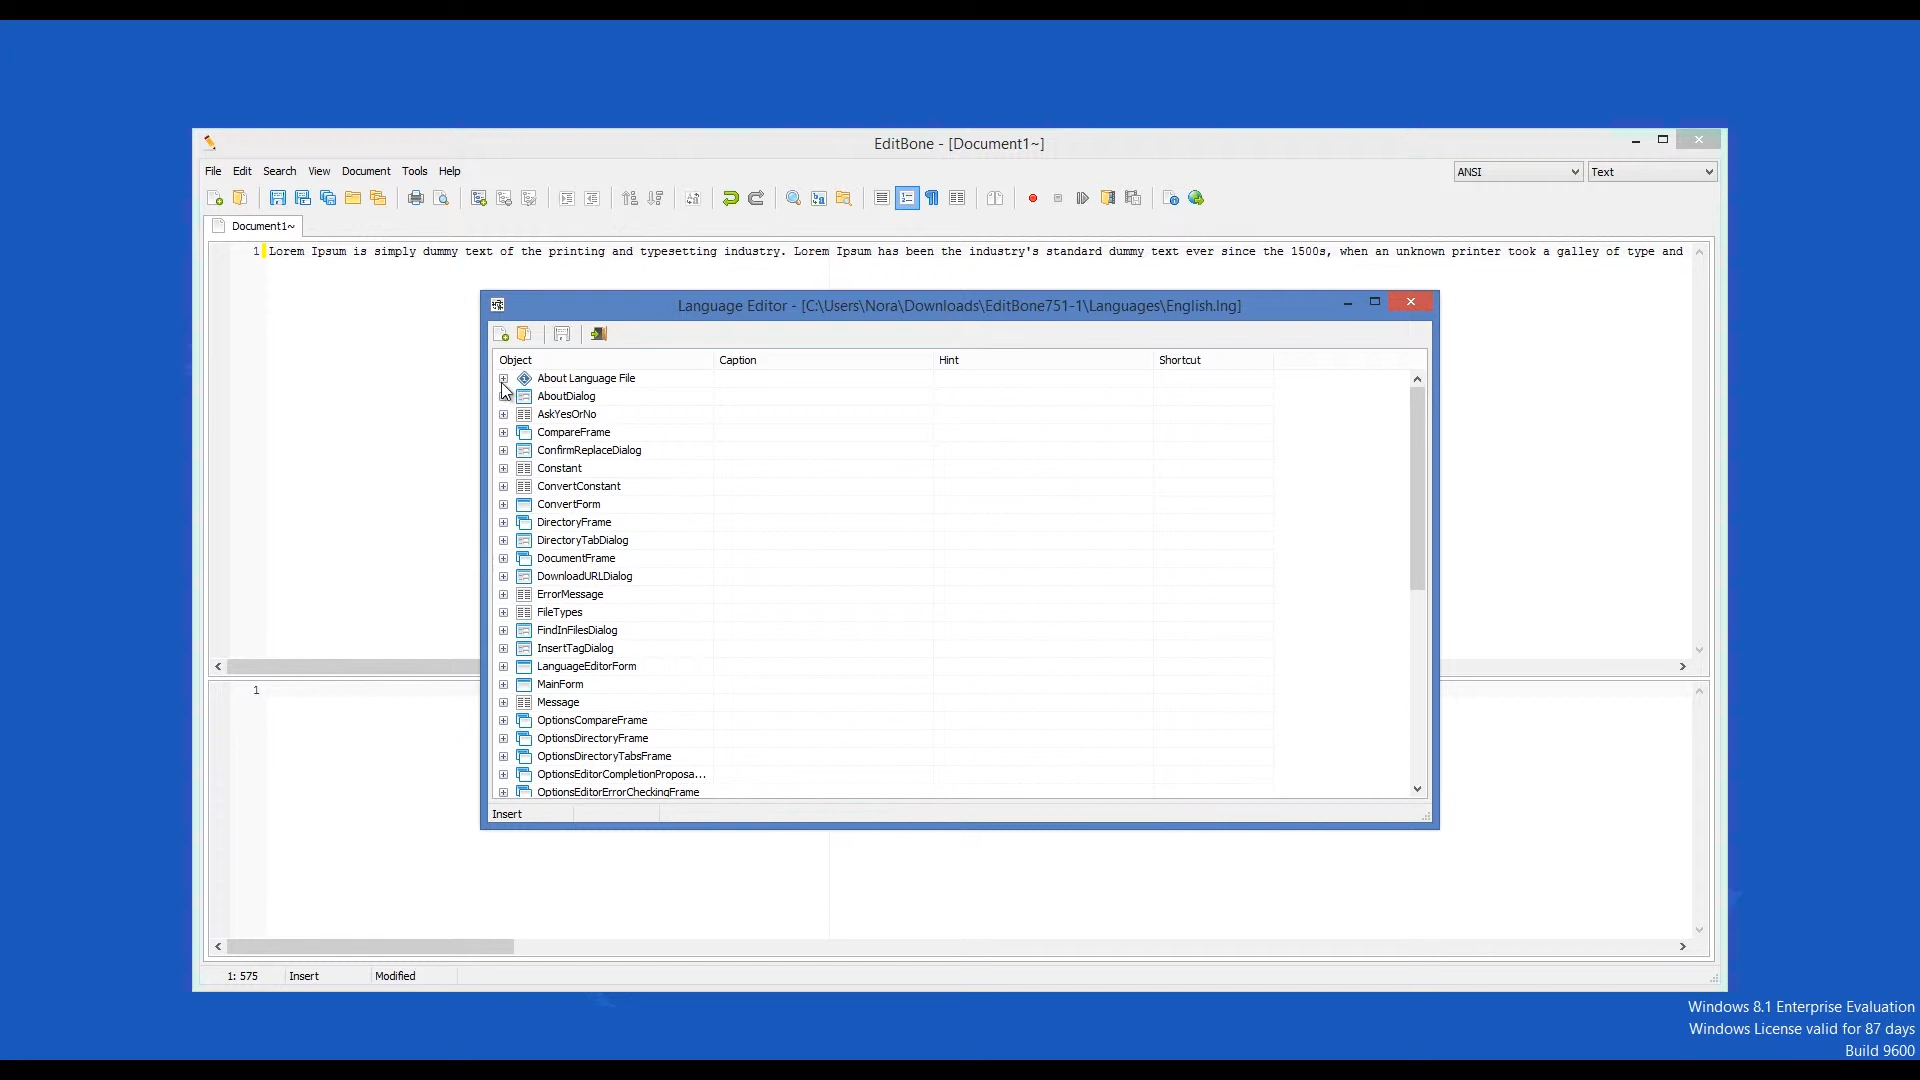 EditBone - [Document1~]
File Edit Search View Document Tools Help
ANSI
Text
Document1~
1 Lorem Ipsum is simply dummy text of the printing and typesetting industry. Lorem Ipsum has been the industry's standard dummy text ever since the 1500s, when an unknown printer took a galley of type and
Language Editor - [C:\Users\Nora\Downloads\EditBone751-1\Languages\English.lng]
Object Caption Hint Shortcut
About Language File
AboutDialog
AskYesOrNo
CompareFrame
ConfirmReplaceDialog
Constant
ConvertConstant
ConvertForm
DirectoryFrame
DirectoryTabDialog
DocumentFrame
DownloadURLDialog
ErrorMessage
FileTypes
FindInFilesDialog
InsertTagDialog
LanguageEditorForm
MainForm
Message
OptionsCompareFrame
OptionsDirectoryFrame
OptionsDirectoryTabsFrame
OptionsEditorCompletionProposa...
OptionsEditorErrorCheckingFrame
Insert
1
1: 575 Insert Modified
Windows 8.1 Enterprise Evaluation
Windows License valid for 87 days
Build 9600